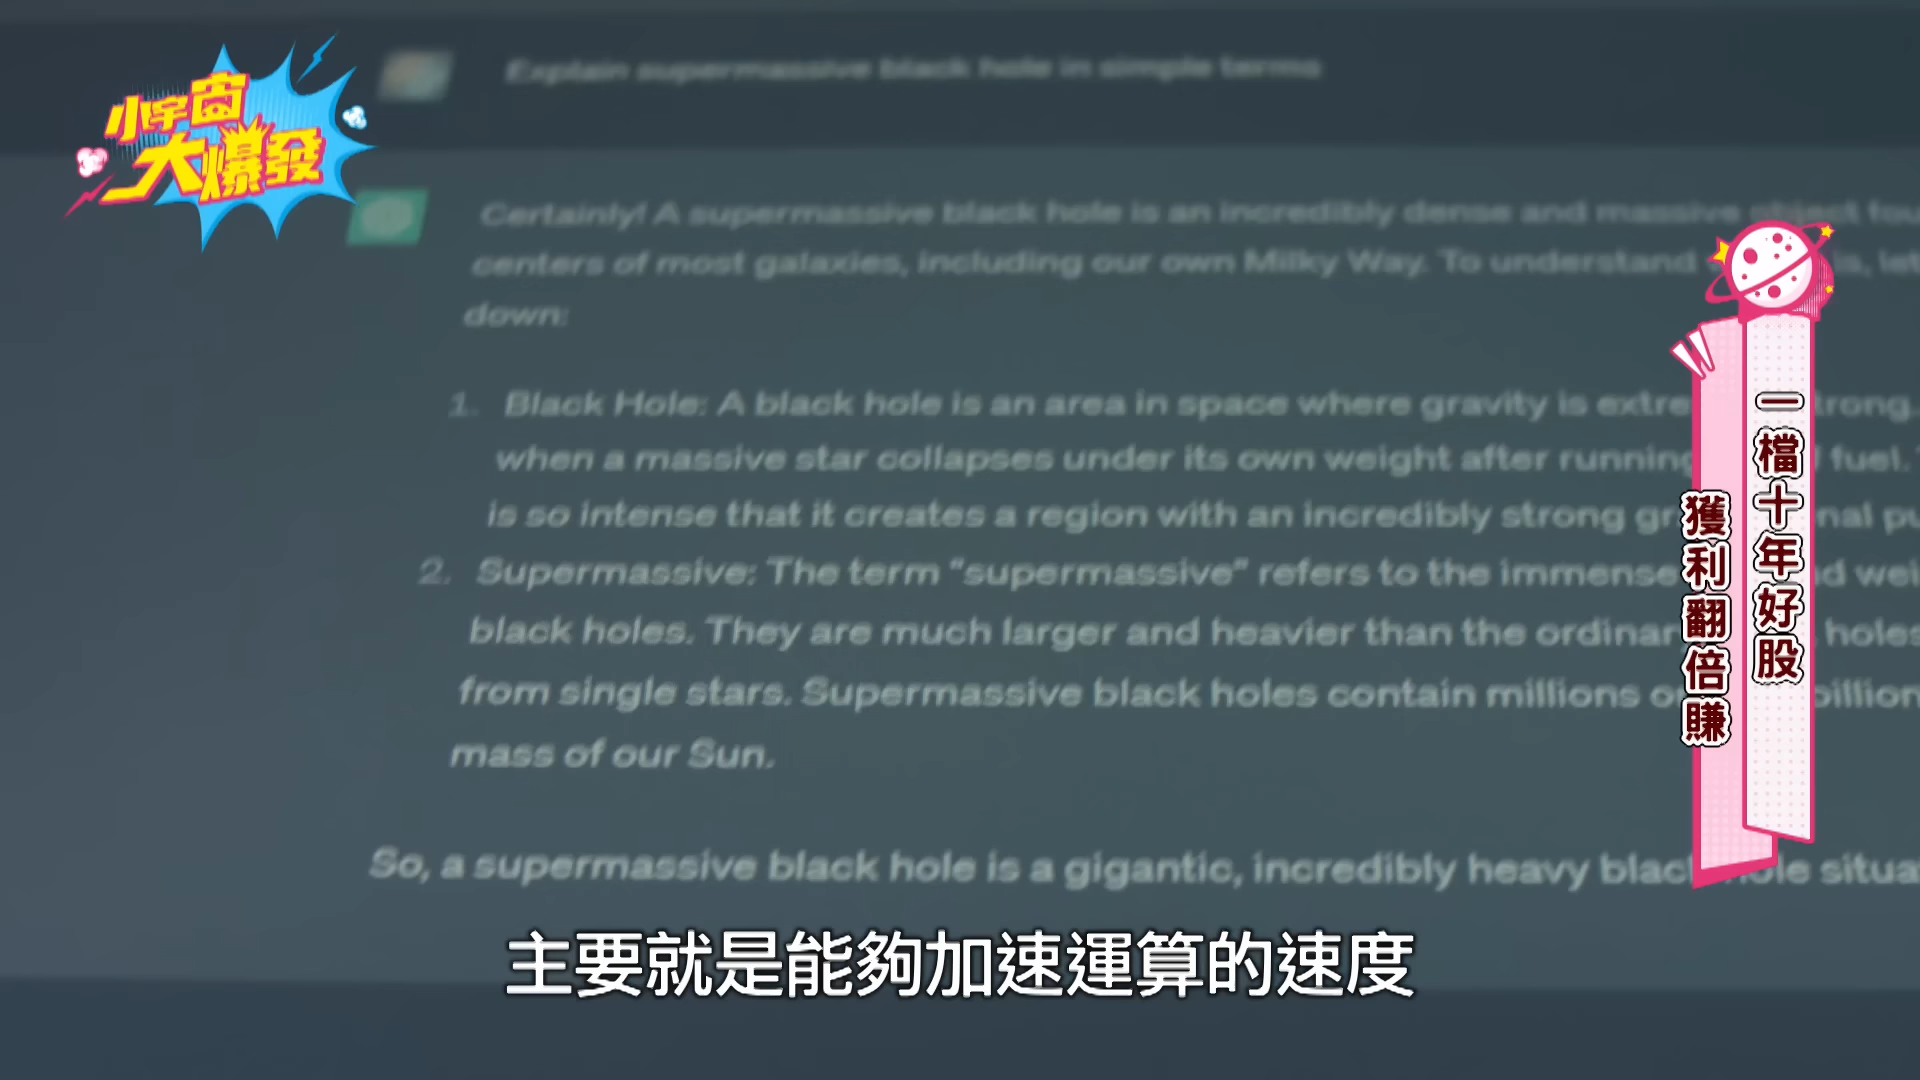 小宇宙
大爆發
Explain supermassive black hole in simple terms
Certainly! A supermassive black hole is an incredibly dense and massive object
centers of most galaxies, including our own Milky Way. To understand
down:
1. Black Hole: A black hole is an area in space where gravity is
when a massive star collapses under its own weight after running fuel.
is so intense that it creates a region with an incredibly strong
2. Supermassive: The term "supermassive" refers to the immense
black holes. They are much larger and heavier than the holes
from single stars. Supermassive black holes contain millions
mass of our Sun.
So, a supermassive black hole is a gigantic, incredibly heavy
一檔十年好股
獲利翻倍賺
主要就是能夠加速運算的速度